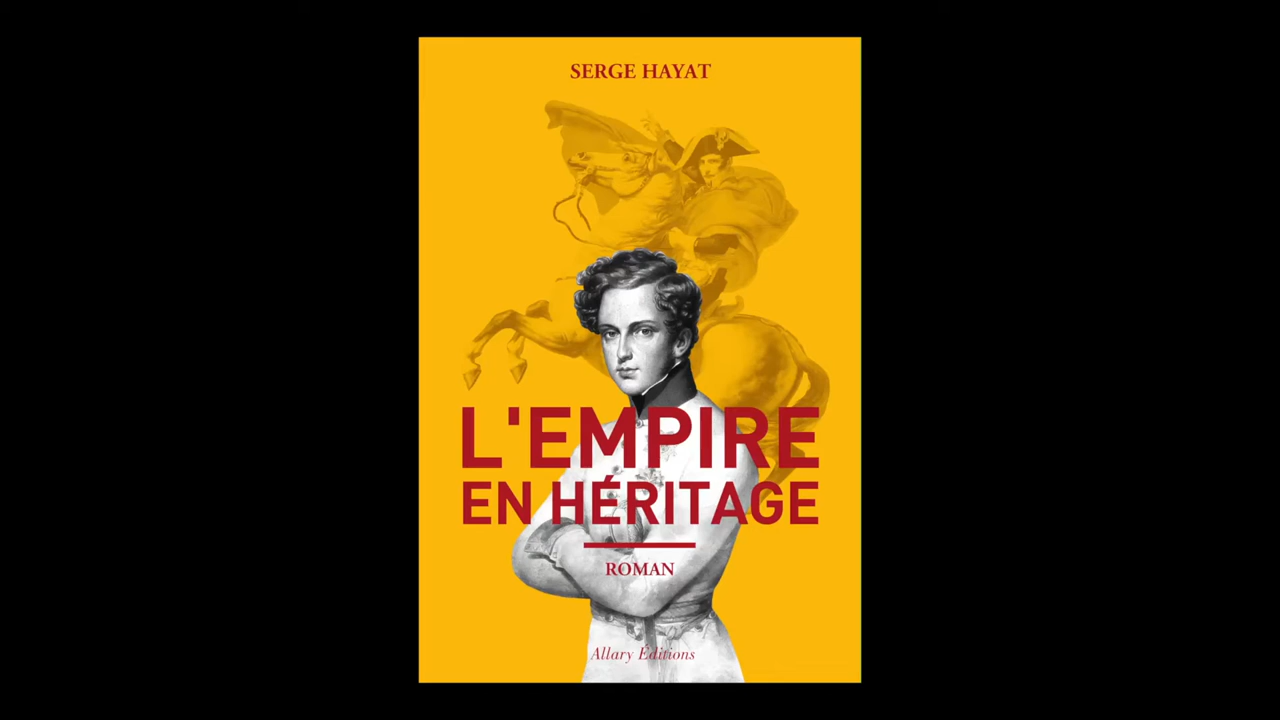 SERGE HAYAT
L'EMPIRE
EN HÉRITAGE
ROMAN
Allary Éditions